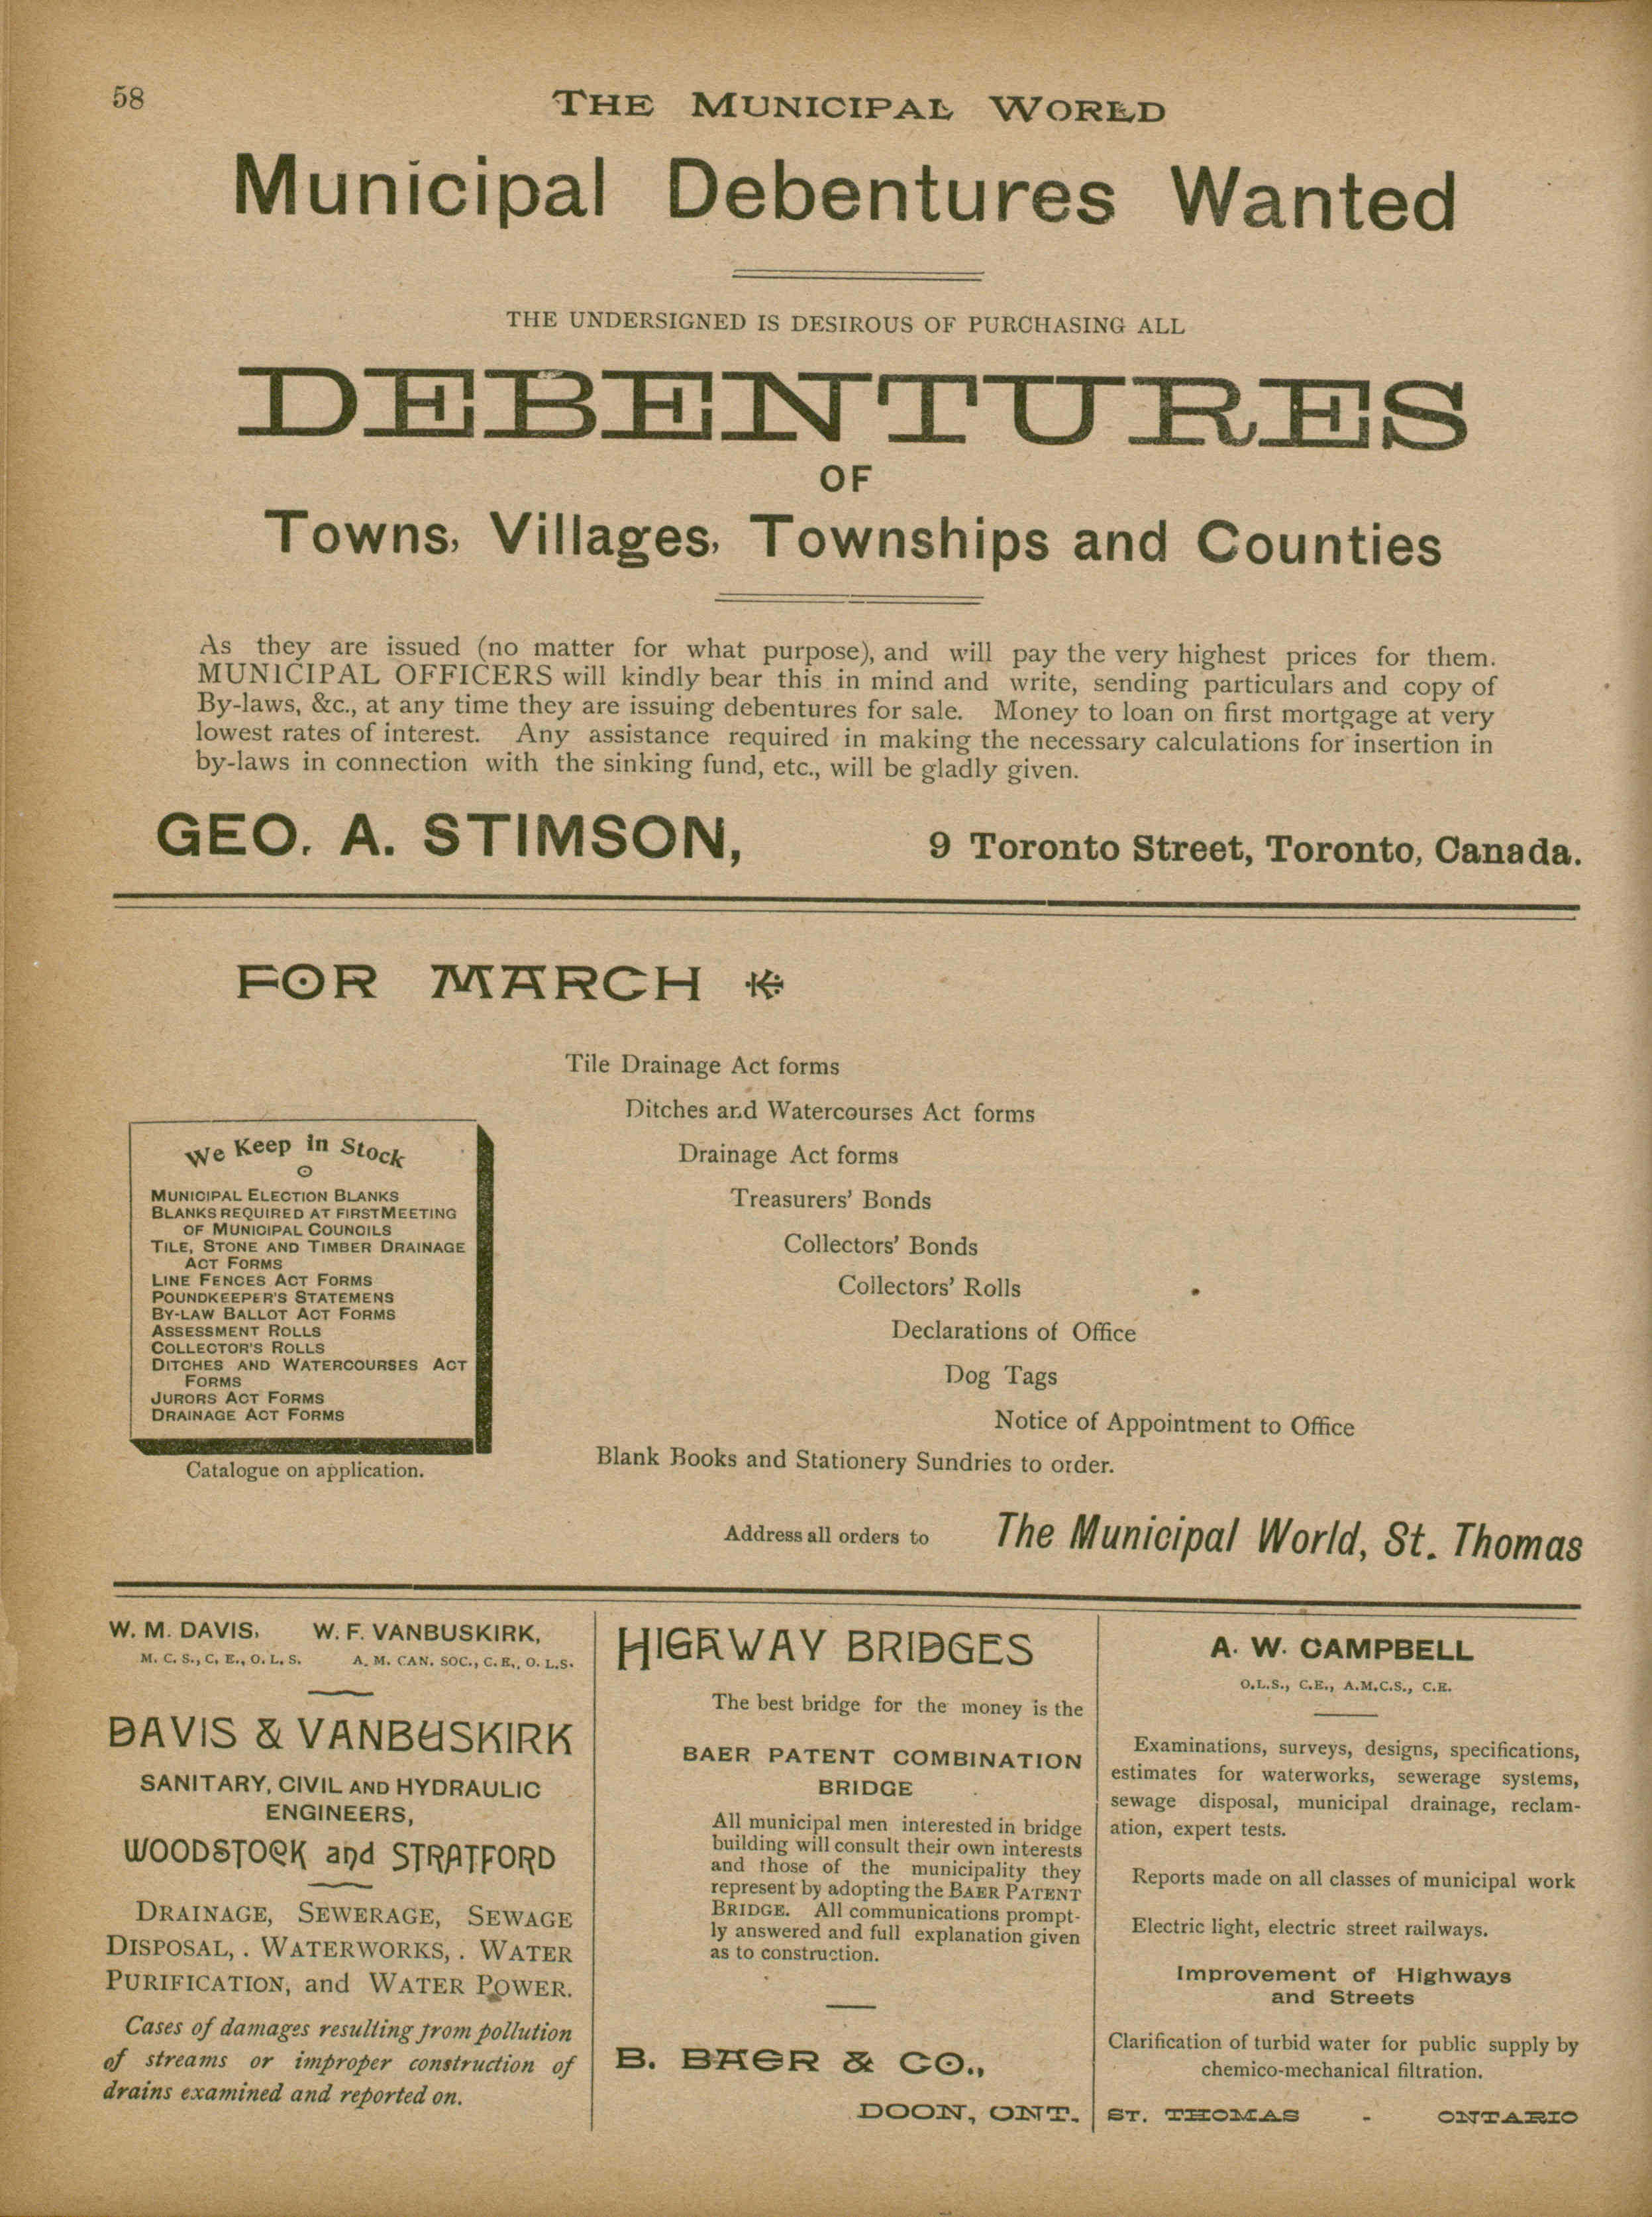 58
THE MUNICIPAL WORLD
Municipal Debentures Wanted
THE UNDERSIGNED IS DESIROUS OF PURCHASING ALL
DEBENTURES
OF
Towns, Villages, Townships and Counties
As they are issued (no matter for what purpose), and will pay the very highest prices for them.
MUNICIPAL OFFICERS will kindly bear this in mind and write, sending particulars and copy of
By-laws, &c., at any time they are issuing debentures for sale. Money to loan on first mortgage at very
lowest rates of interest. Any assistance required in making the necessary calculations for insertion in
by-laws in connection with the sinking fund, etc., will be gladly given.
GEO. A. STIMSON,
9 Toronto Street, Toronto, Canada.
FOR MARCH
Tile Drainage Act forms
Ditches and Watercourses Act forms
Drainage Act forms
Treasurers' Bonds
Collectors' Bonds
Collectors' Rolls
Declarations of Office
Dog Tags
Notice of Appointment to Office
Blank Books and Stationery Sundries to order.
We Keep in Stock
MUNICIPAL ELECTION BLANKS
BLANKS REQUIRED AT FIRST MEETING
OF MUNICIPAL COUNCILS
TILE, STONE AND TIMBER DRAINAGE
ACT FORMS
LINE FENCES ACT FORMS
POUNDKEEPER'S STATEMENS
BY-LAW BALLOT ACT FORMS
ASSESSMENT ROLLS
COLLECTOR'S ROLLS
DITCHES AND WATERCOURSES ACT
FORMS
JURORS ACT FORMS
DRAINAGE ACT FORMS
Catalogue on application.
Address all orders to The Municipal World, St. Thomas
W. M. DAVIS, W. F. VANBUSKIRK,
M. C. S., C, E., O. L. S. A. M. CAN. SOC., C. E., O. L.S.
DAVIS & VANBUSKIRK
SANITARY, CIVIL AND HYDRAULIC
ENGINEERS,
WOODSTOCK and STRATFORD
DRAINAGE, SEWERAGE, SEWAGE
DISPOSAL, . WATERWORKS, . WATER
PURIFICATION, and WATER POWER.
Cases of damages resulting from pollution
of streams or improper construction of
drains examined and reported on.
HIGHWAY BRIDGES
The best bridge for the money is the
BAER PATENT COMBINATION
BRIDGE
All municipal men interested in bridge
building will consult their own interests
and those of the municipality they
represent by adopting the BAER PATENT
BRIDGE. All communications prompt-
ly answered and full explanation given
as to construction.
B. BAER & CO.,
DOON, ONT.
A. W. CAMPBELL
O.L.S., C.E., A.M.C.S., C.E.
Examinations, surveys, designs, specifications,
estimates for waterworks, sewerage systems,
sewage disposal, municipal drainage, reclam-
ation, expert tests.
Reports made on all classes of municipal work
Electric light, electric street railways.
Improvement of Highways
and Streets
Clarification of turbid water for public supply by
chemico-mechanical filtration.
ST. THOMAS - ONTARIO